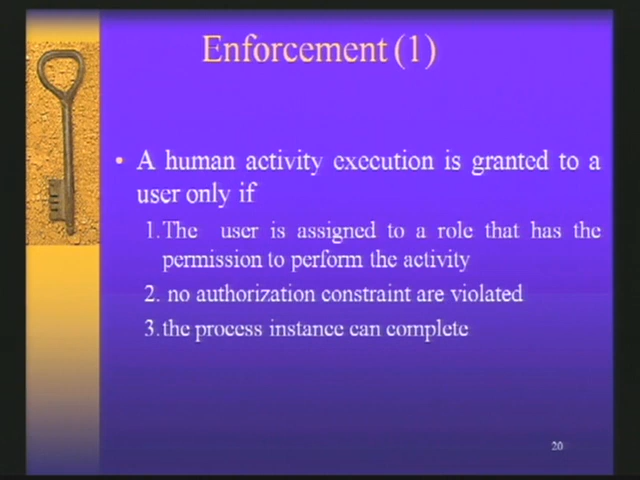 Enforcement (1)
• A human activity execution is granted to a
user only if
1.The user is assigned to a role that has the
permission to perform the activity
2. no authorization constraint are violated
3.the process instance can complete
20